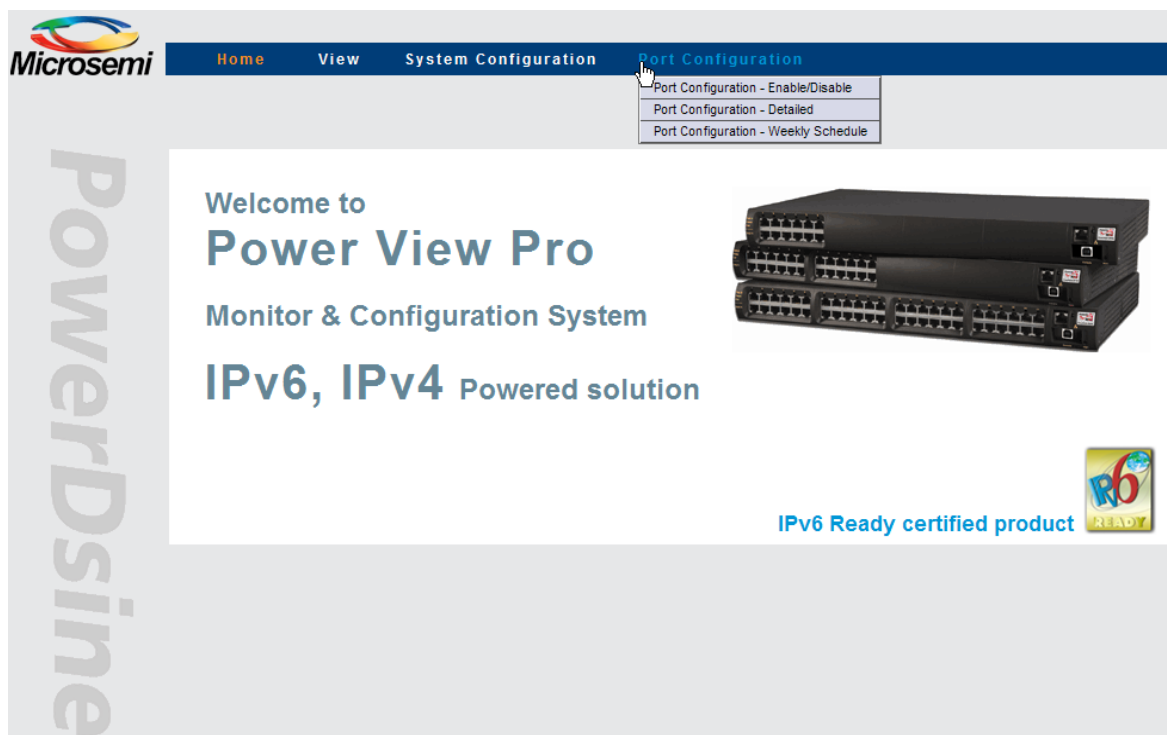 Microsemi
Home View System Configuration Port Configuration
Port Configuration - Enable/Disable
Port Configuration - Detailed
Port Configuration - Weekly Schedule
PowerDsine
Welcome to
Power View Pro
Monitor & Configuration System
IPv6, IPv4 Powered solution
IPv6 Ready certified product
READY